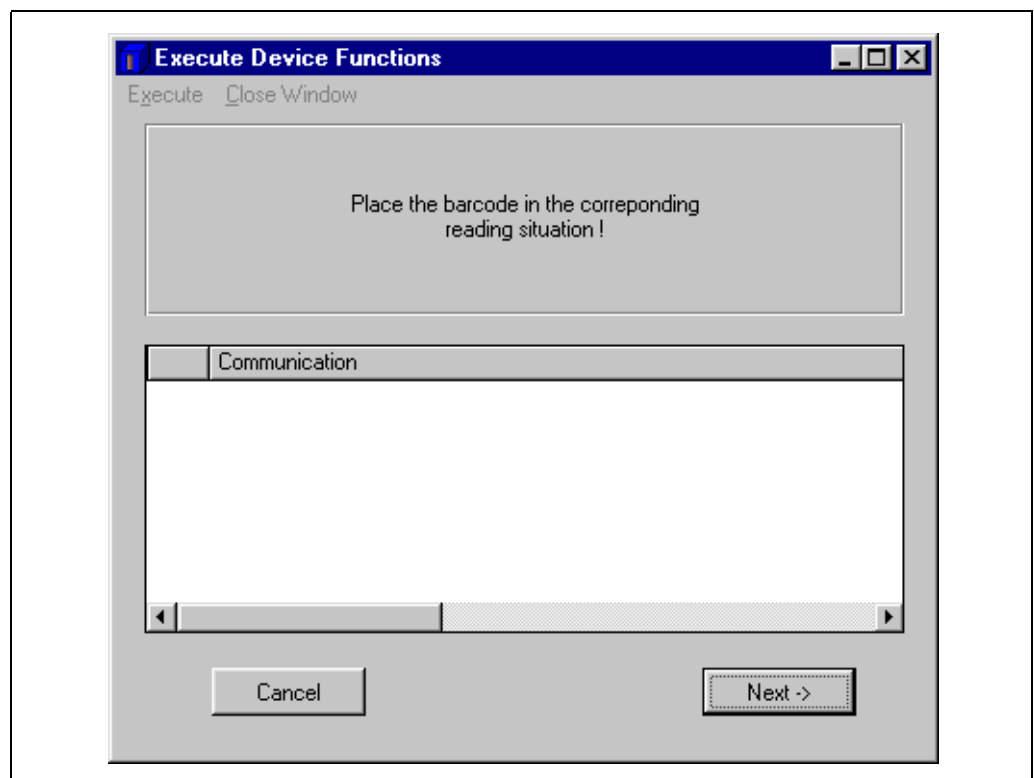 Execute Device Functions
Execute Close Window
Place the barcode in the correponding
reading situation !
Communication
Cancel
Next ->